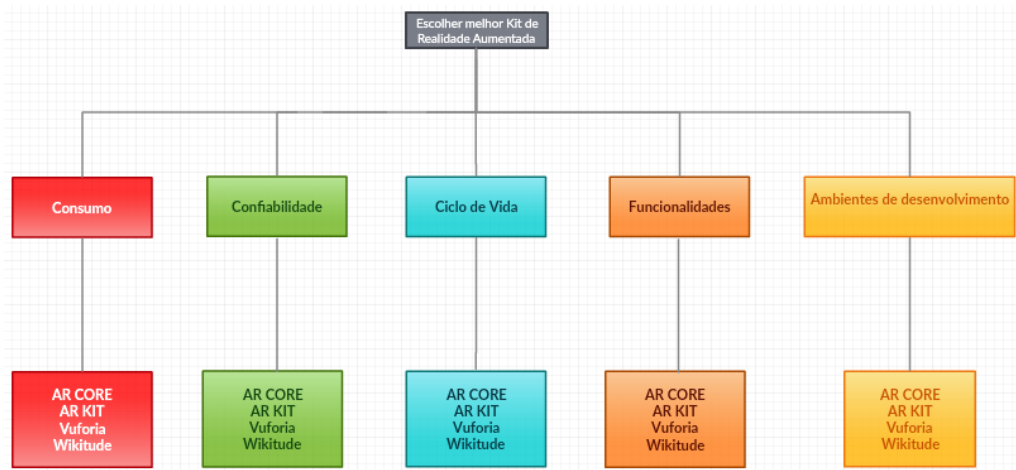 Escolher melhor Kit de
Realidade Aumentada
Consumo
Confiabilidade
Ciclo de Vida
Funcionalidades
Ambientes de desenvolvimento
AR CORE
AR KIT
Vuforia
Wikitude
AR CORE
AR KIT
Vuforia
Wikitude
AR CORE
AR KIT
Vuforia
Wikitude
AR CORE
AR KIT
Vuforia
Wikitude
AR CORE
AR KIT
Vuforia
Wikitude